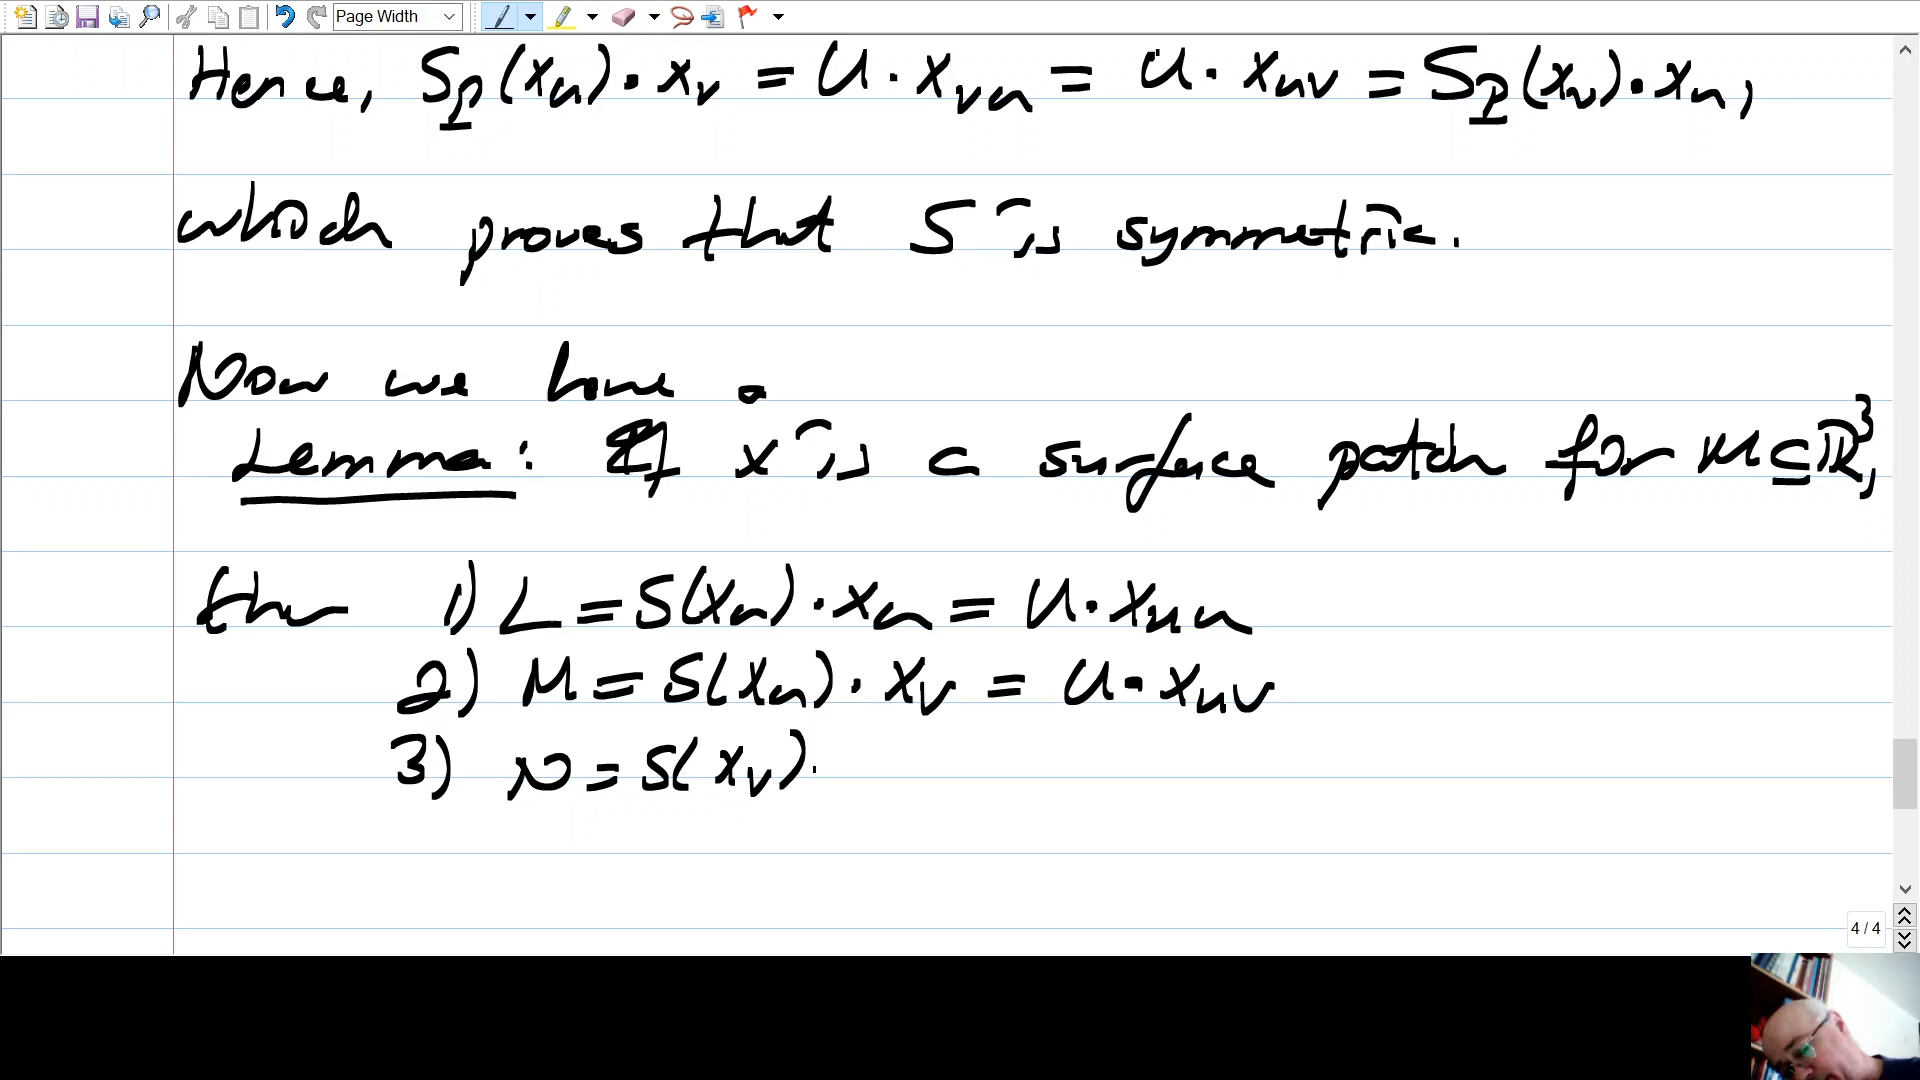 Page Width
Hence, S_p(x_u)·x_v = U·x_vu = U·x_uv = S_p(x_v)·x_u,
which proves that S is symmetric.
Now we have a
Lemma: If x is a surface patch for M⊆ℝ³,
then 1) L = S(x_u)·x_u = U·x_uu
2) M = S(x_u)·x_v = U·x_uv
3) N = S(x_v)·
4 / 4